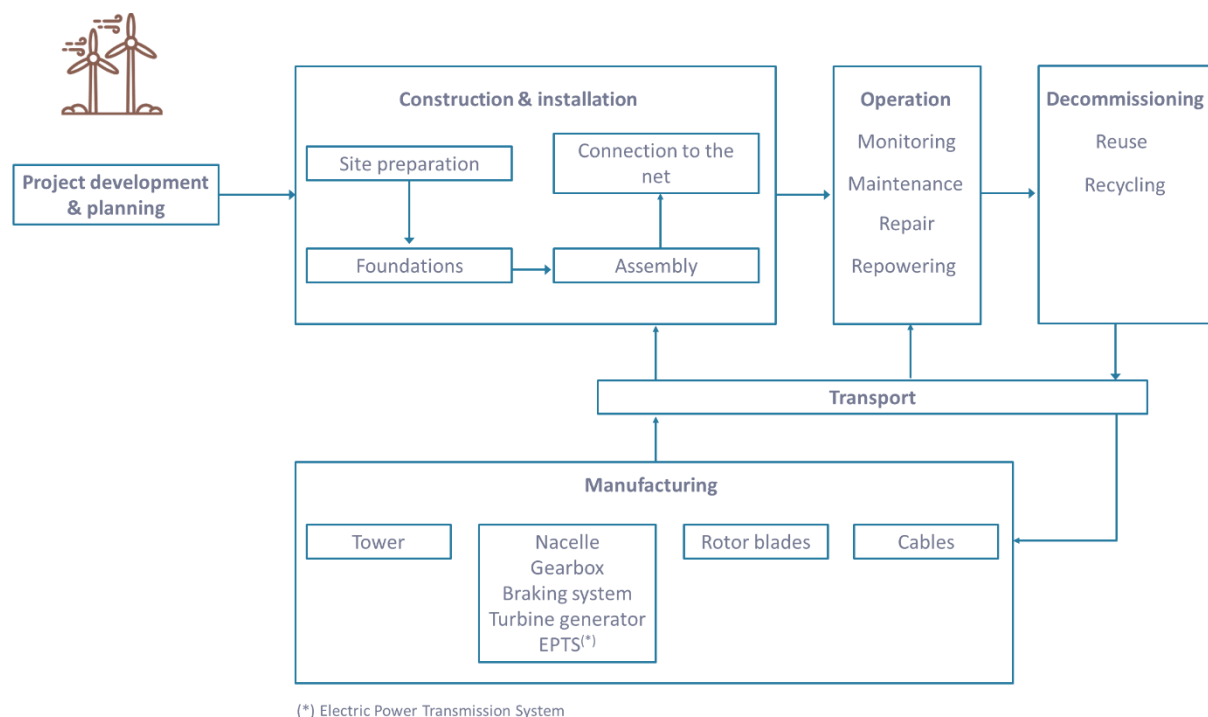 Project development
& planning
Construction & installation
Site preparation
Foundations
Assembly
Connection to the
net
Operation
Monitoring
Maintenance
Repair
Repowering
Decommissioning
Reuse
Recycling
Transport
Manufacturing
Tower
Nacelle
Gearbox
Braking system
Turbine generator
EPTS(*)
Rotor blades
Cables
(*) Electric Power Transmission System